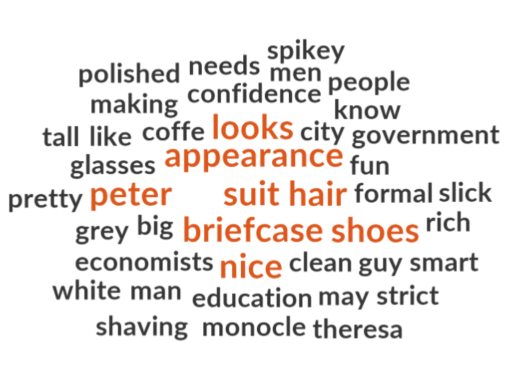 spikey
polished needs men people
making confidence know
tall like coffe looks city government
glasses appearance fun
pretty peter suit hair formal slick
grey big briefcase shoes rich
economists nice clean guy smart
white man education may strict
shaving monocle theresa